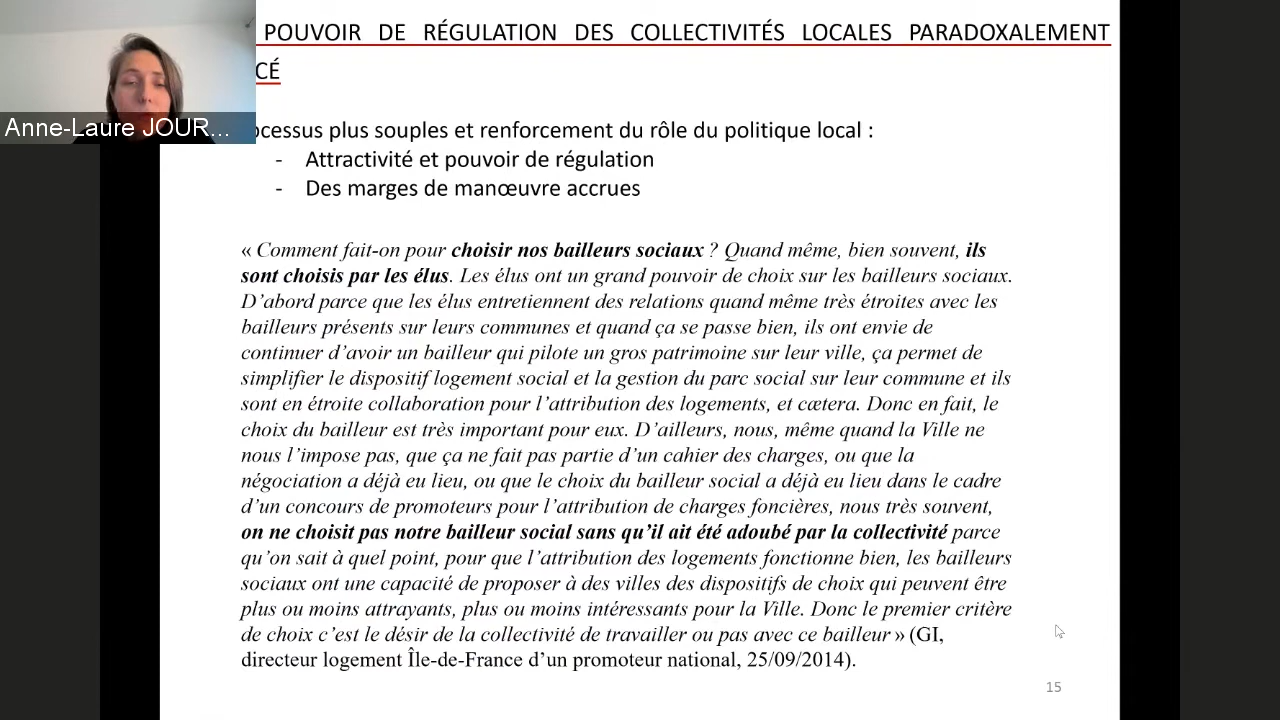 POUVOIR DE RÉGULATION DES COLLECTIVITÉS LOCALES PARADOXALEMENT
CÉ
Anne-Laure JOUR...
ocessus plus souples et renforcement du rôle du politique local :
- Attractivité et pouvoir de régulation
- Des marges de manœuvre accrues
« Comment fait-on pour choisir nos bailleurs sociaux ? Quand même, bien souvent, ils
sont choisis par les élus. Les élus ont un grand pouvoir de choix sur les bailleurs sociaux.
D’abord parce que les élus entretiennent des relations quand même très étroites avec les
bailleurs présents sur leurs communes et quand ça se passe bien, ils ont envie de
continuer d’avoir un bailleur qui pilote un gros patrimoine sur leur ville, ça permet de
simplifier le dispositif logement social et la gestion du parc social sur leur commune et ils
sont en étroite collaboration pour l’attribution des logements, et cætera. Donc en fait, le
choix du bailleur est très important pour eux. D’ailleurs, nous, même quand la Ville ne
nous l’impose pas, que ça ne fait pas partie d’un cahier des charges, ou que la
négociation a déjà eu lieu, ou que le choix du bailleur social a déjà eu lieu dans le cadre
d’un concours de promoteurs pour l’attribution de charges foncières, nous très souvent,
on ne choisit pas notre bailleur social sans qu’il ait été adoubé par la collectivité parce
qu’on sait à quel point, pour que l’attribution des logements fonctionne bien, les bailleurs
sociaux ont une capacité de proposer à des villes des dispositifs de choix qui peuvent être
plus ou moins attrayants, plus ou moins intéressants pour la Ville. Donc le premier critère
de choix c’est le désir de la collectivité de travailler ou pas avec ce bailleur » (GI,
directeur logement Île-de-France d’un promoteur national, 25/09/2014).
15